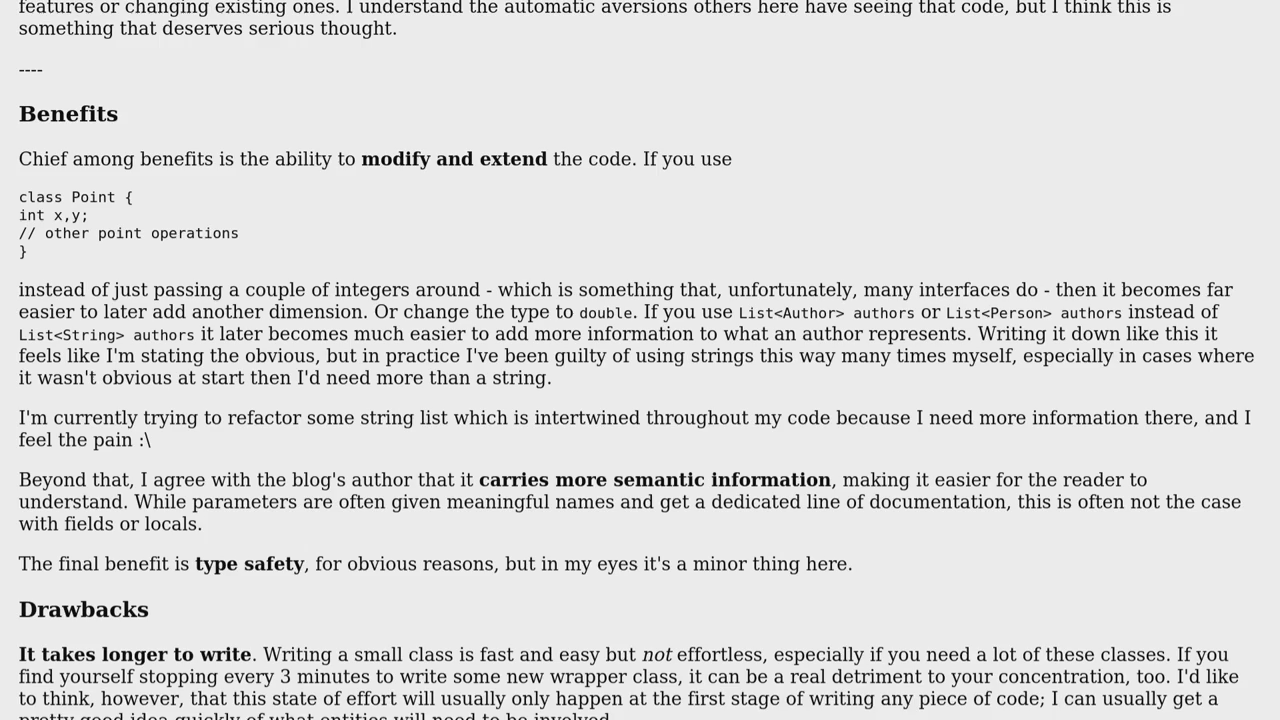 features or changing existing ones. I understand the automatic aversions others here have seeing that code, but I think this is
something that deserves serious thought.
----
Benefits
Chief among benefits is the ability to modify and extend the code. If you use
class Point {
int x,y;
// other point operations
}
instead of just passing a couple of integers around - which is something that, unfortunately, many interfaces do - then it becomes far
easier to later add another dimension. Or change the type to double. If you use List<Author> authors or List<Person> authors instead of
List<String> authors it later becomes much easier to add more information to what an author represents. Writing it down like this it
feels like I'm stating the obvious, but in practice I've been guilty of using strings this way many times myself, especially in cases where
it wasn't obvious at start then I'd need more than a string.
I'm currently trying to refactor some string list which is intertwined throughout my code because I need more information there, and I
feel the pain :\
Beyond that, I agree with the blog's author that it carries more semantic information, making it easier for the reader to
understand. While parameters are often given meaningful names and get a dedicated line of documentation, this is often not the case
with fields or locals.
The final benefit is type safety, for obvious reasons, but in my eyes it's a minor thing here.
Drawbacks
It takes longer to write. Writing a small class is fast and easy but not effortless, especially if you need a lot of these classes. If you
find yourself stopping every 3 minutes to write some new wrapper class, it can be a real detriment to your concentration, too. I'd like
to think, however, that this state of effort will usually only happen at the first stage of writing any piece of code; I can usually get a
pretty good idea quickly of what entities will need to be involved.